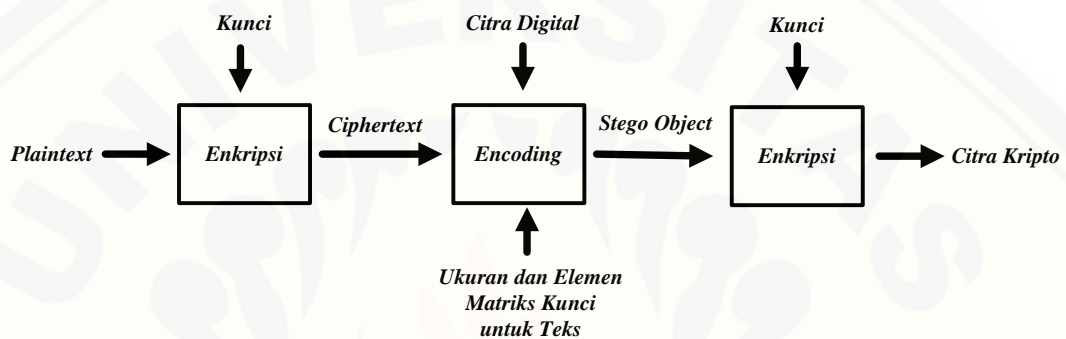 Kunci
Citra Digital
Kunci
Plaintext
Enkripsi
Ciphertext
Encoding
Stego Object
Enkripsi
Citra Kripto
Ukuran dan Elemen
Matriks Kunci
untuk Teks
UNIVERSITAS